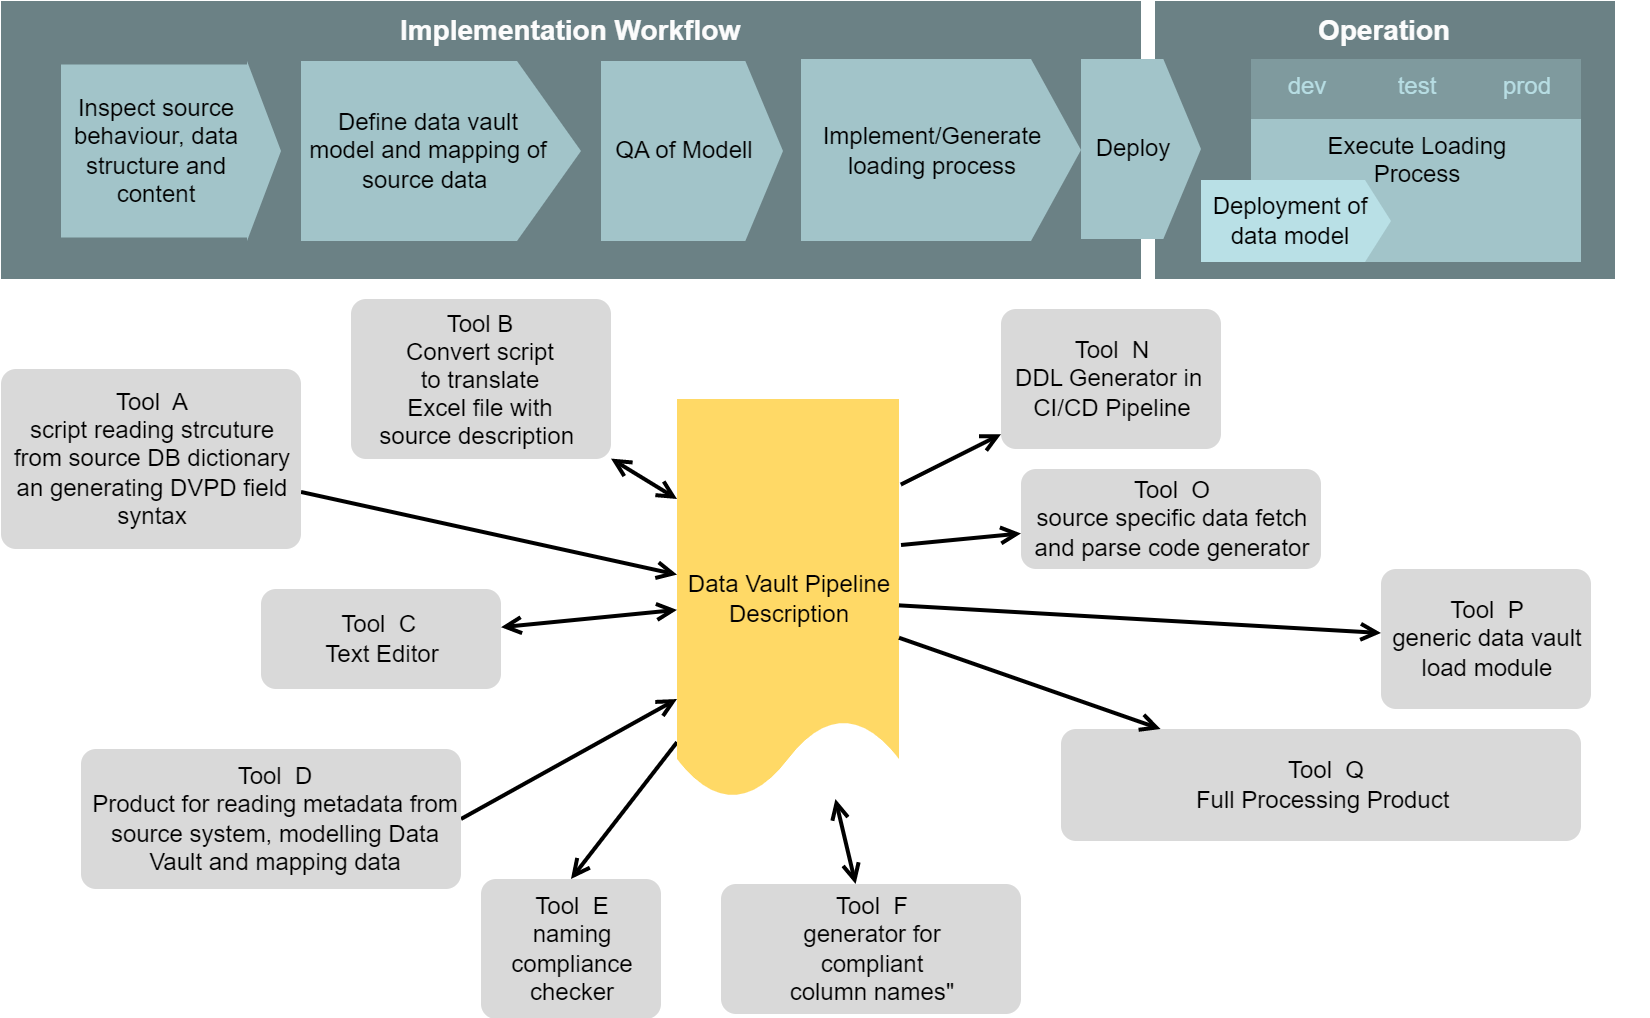 Implementation Workflow
Operation
Inspect source
behaviour, data
structure and
content
Define data vault
model and mapping of
source data
QA of Modell
Implement/Generate
loading process
Deploy
dev test prod
Execute Loading
Process
Deployment of
data model
Tool A
script reading strcuture
from source DB dictionary
an generating DVPD field
syntax
Tool B
Convert script
to translate
Excel file with
source description
Tool C
Text Editor
Tool D
Product for reading metadata from
source system, modelling Data
Vault and mapping data
Tool E
naming
compliance
checker
Tool F
generator for
compliant
column names"
Data Vault Pipeline
Description
Tool N
DDL Generator in
CI/CD Pipeline
Tool O
source specific data fetch
and parse code generator
Tool P
generic data vault
load module
Tool Q
Full Processing Product